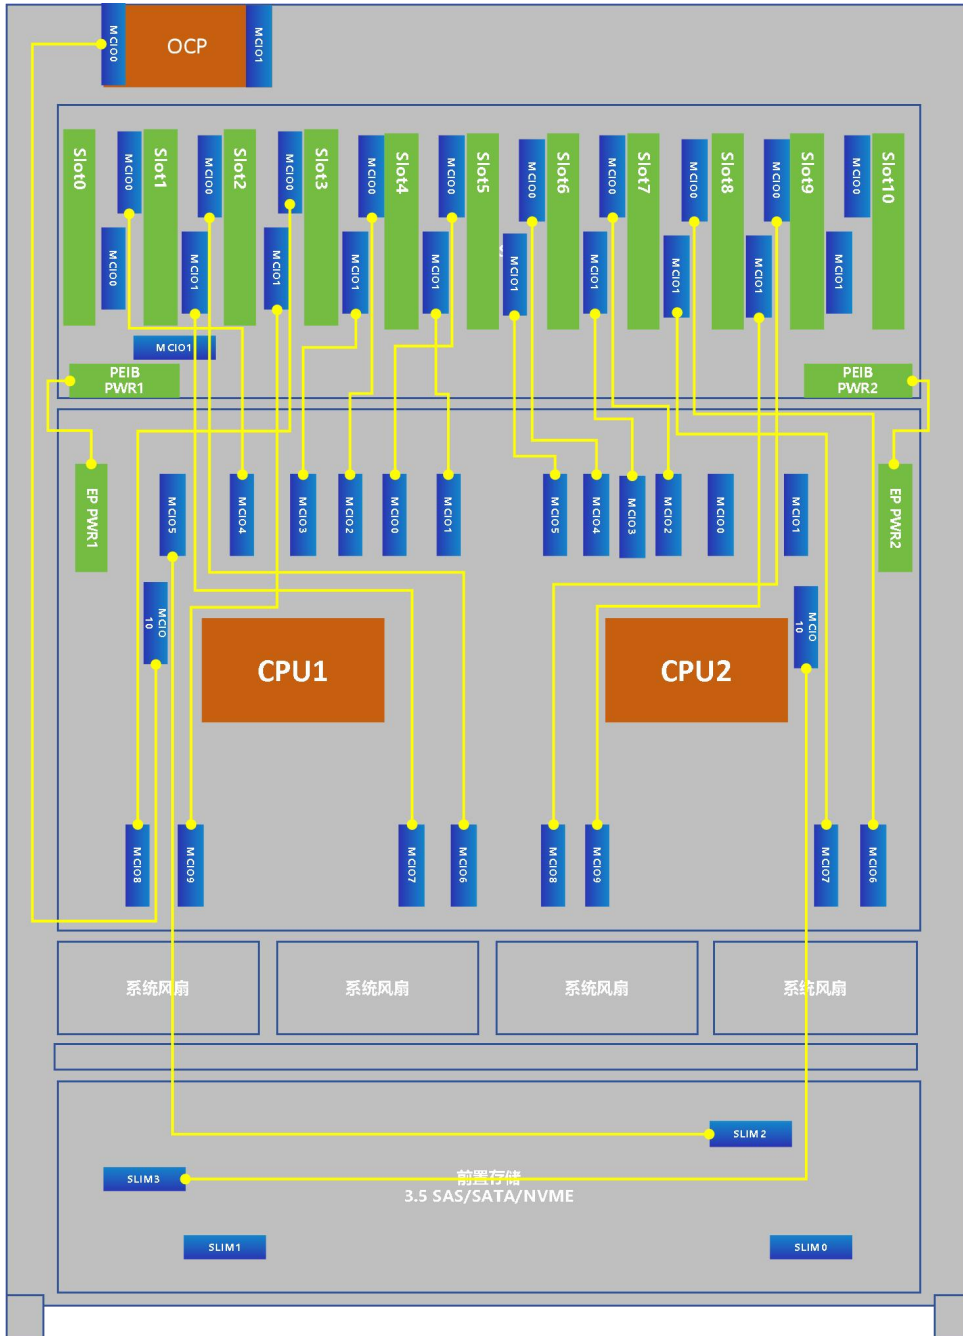 MCIO0
OCP
MCIO1
Slot0
MCIO0
Slot1
MCIO0
Slot2
MCIO0
Slot3
MCIO0
Slot4
MCIO0
Slot5
MCIO0
Slot6
MCIO0
Slot7
MCIO0
Slot8
MCIO0
Slot9
MCIO0
Slot10
MCIO0
MCIO1
MCIO1
MCIO1
MCIO1
MCIO1
MCIO1
MCIO1
MCIO1
MCIO1
MCIO1
PEIB
PWR1
PEIB
PWR2
EP PWR1
MCIO5
MCIO4
MCIO3
MCIO2
MCIO0
MCIO1
MCIO5
MCIO4
MCIO3
MCIO2
MCIO0
MCIO1
EP PWR2
MCIO
10
MCIO
10
CPU1
CPU2
MCIO8
MCIO9
MCIO7
MCIO6
MCIO8
MCIO9
MCIO7
MCIO6
系统风扇
系统风扇
系统风扇
系统风扇
SLIM2
SLIM3
前置存储
3.5 SAS/SATA/NVME
SLIM1
SLIM0